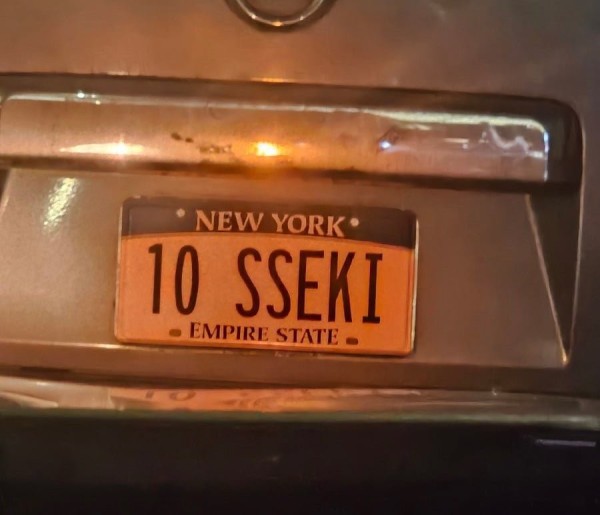 NEW YORK
10 SSEKI
EMPIRE STATE